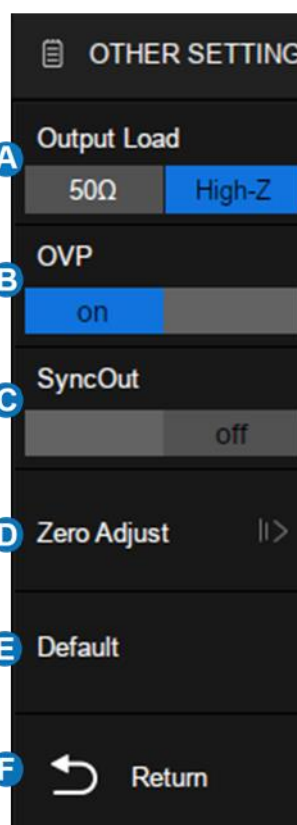 OTHER SETTING
A
Output Load
50Ω High-Z
B
OVP
on
C
SyncOut
off
D
Zero Adjust
E
Default
F
Return